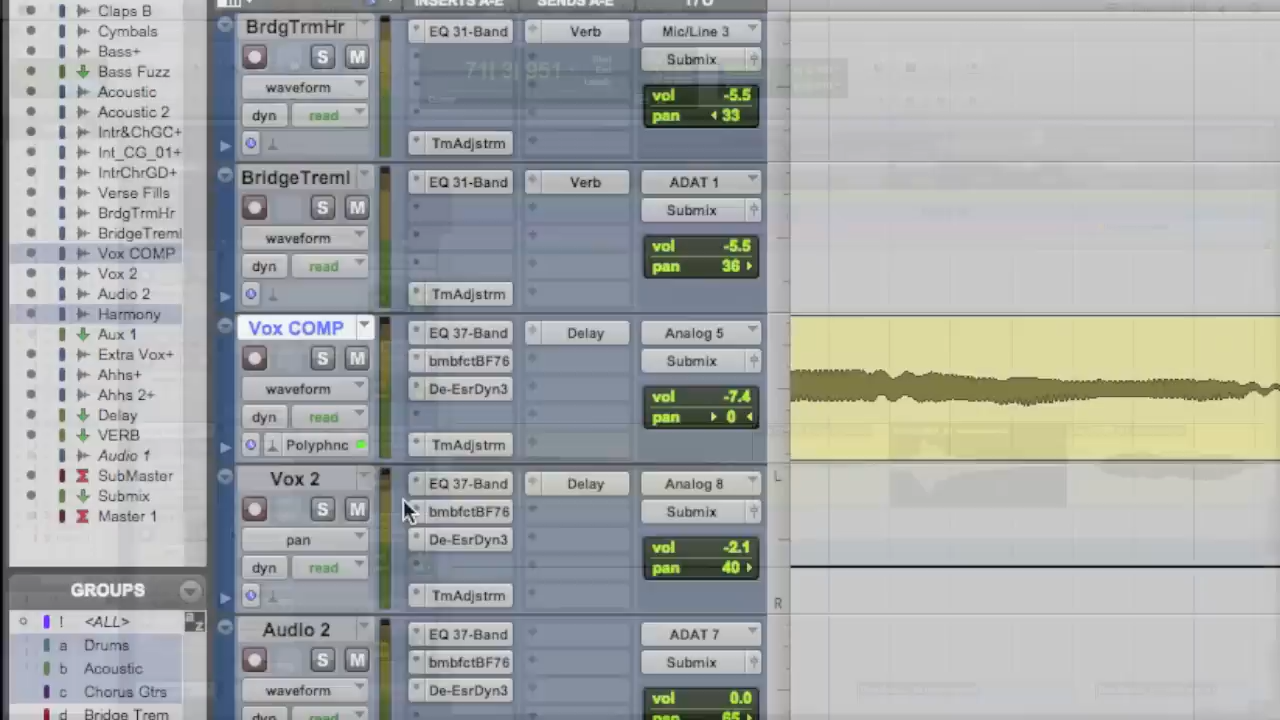 Claps B
Cymbals
Bass+
Bass Fuzz
Acoustic
Acoustic 2
Intr&ChGC+
Int_CG_01+
IntrChrGD+
Verse Fills
BrdgTrmHr
BridgeTreml
Vox COMP
Vox 2
Audio 2
Harmony
Aux 1
Extra Vox+
Ahhs+
Ahhs 2+
Delay
VERB
Audio 1
SubMaster
Submix
Master 1
GROUPS
! <ALL>
a Drums
b Acoustic
c Chorus Gtrs
d Bridge Trem
INSERTS A-E SENDS A-E I / O
BrdgTrmHr EQ 31-Band Verb Mic/Line 3
S M Submix
waveform vol -5.5
dyn read pan 33
TmAdjstrm
BridgeTreml EQ 31-Band Verb ADAT 1
S M Submix
waveform vol -5.5
dyn read pan 36
TmAdjstrm
Vox COMP EQ 37-Band Delay Analog 5
S M bmbfctBF76 Submix
waveform De-EsrDyn3 vol -7.4
dyn read pan 0
Polyphnc TmAdjstrm
Vox 2 EQ 37-Band Delay Analog 8 L
S M bmbfctBF76 Submix
pan De-EsrDyn3 vol -2.1
dyn read pan 40
TmAdjstrm R
Audio 2 EQ 37-Band ADAT 7
S M bmbfctBF76 Submix
waveform De-EsrDyn3 vol 0.0
dyn read pan 65
71| 3| 951